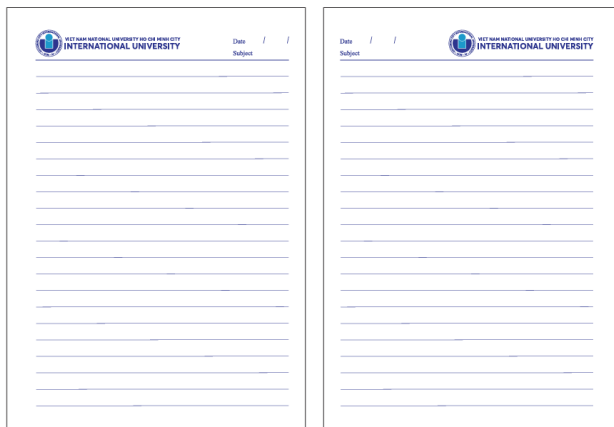 VIET NAM NATIONAL UNIVERSITY HO CHI MINH CITY
INTERNATIONAL UNIVERSITY
Date / /
Subject
Date / /
Subject
VIET NAM NATIONAL UNIVERSITY HO CHI MINH CITY
INTERNATIONAL UNIVERSITY